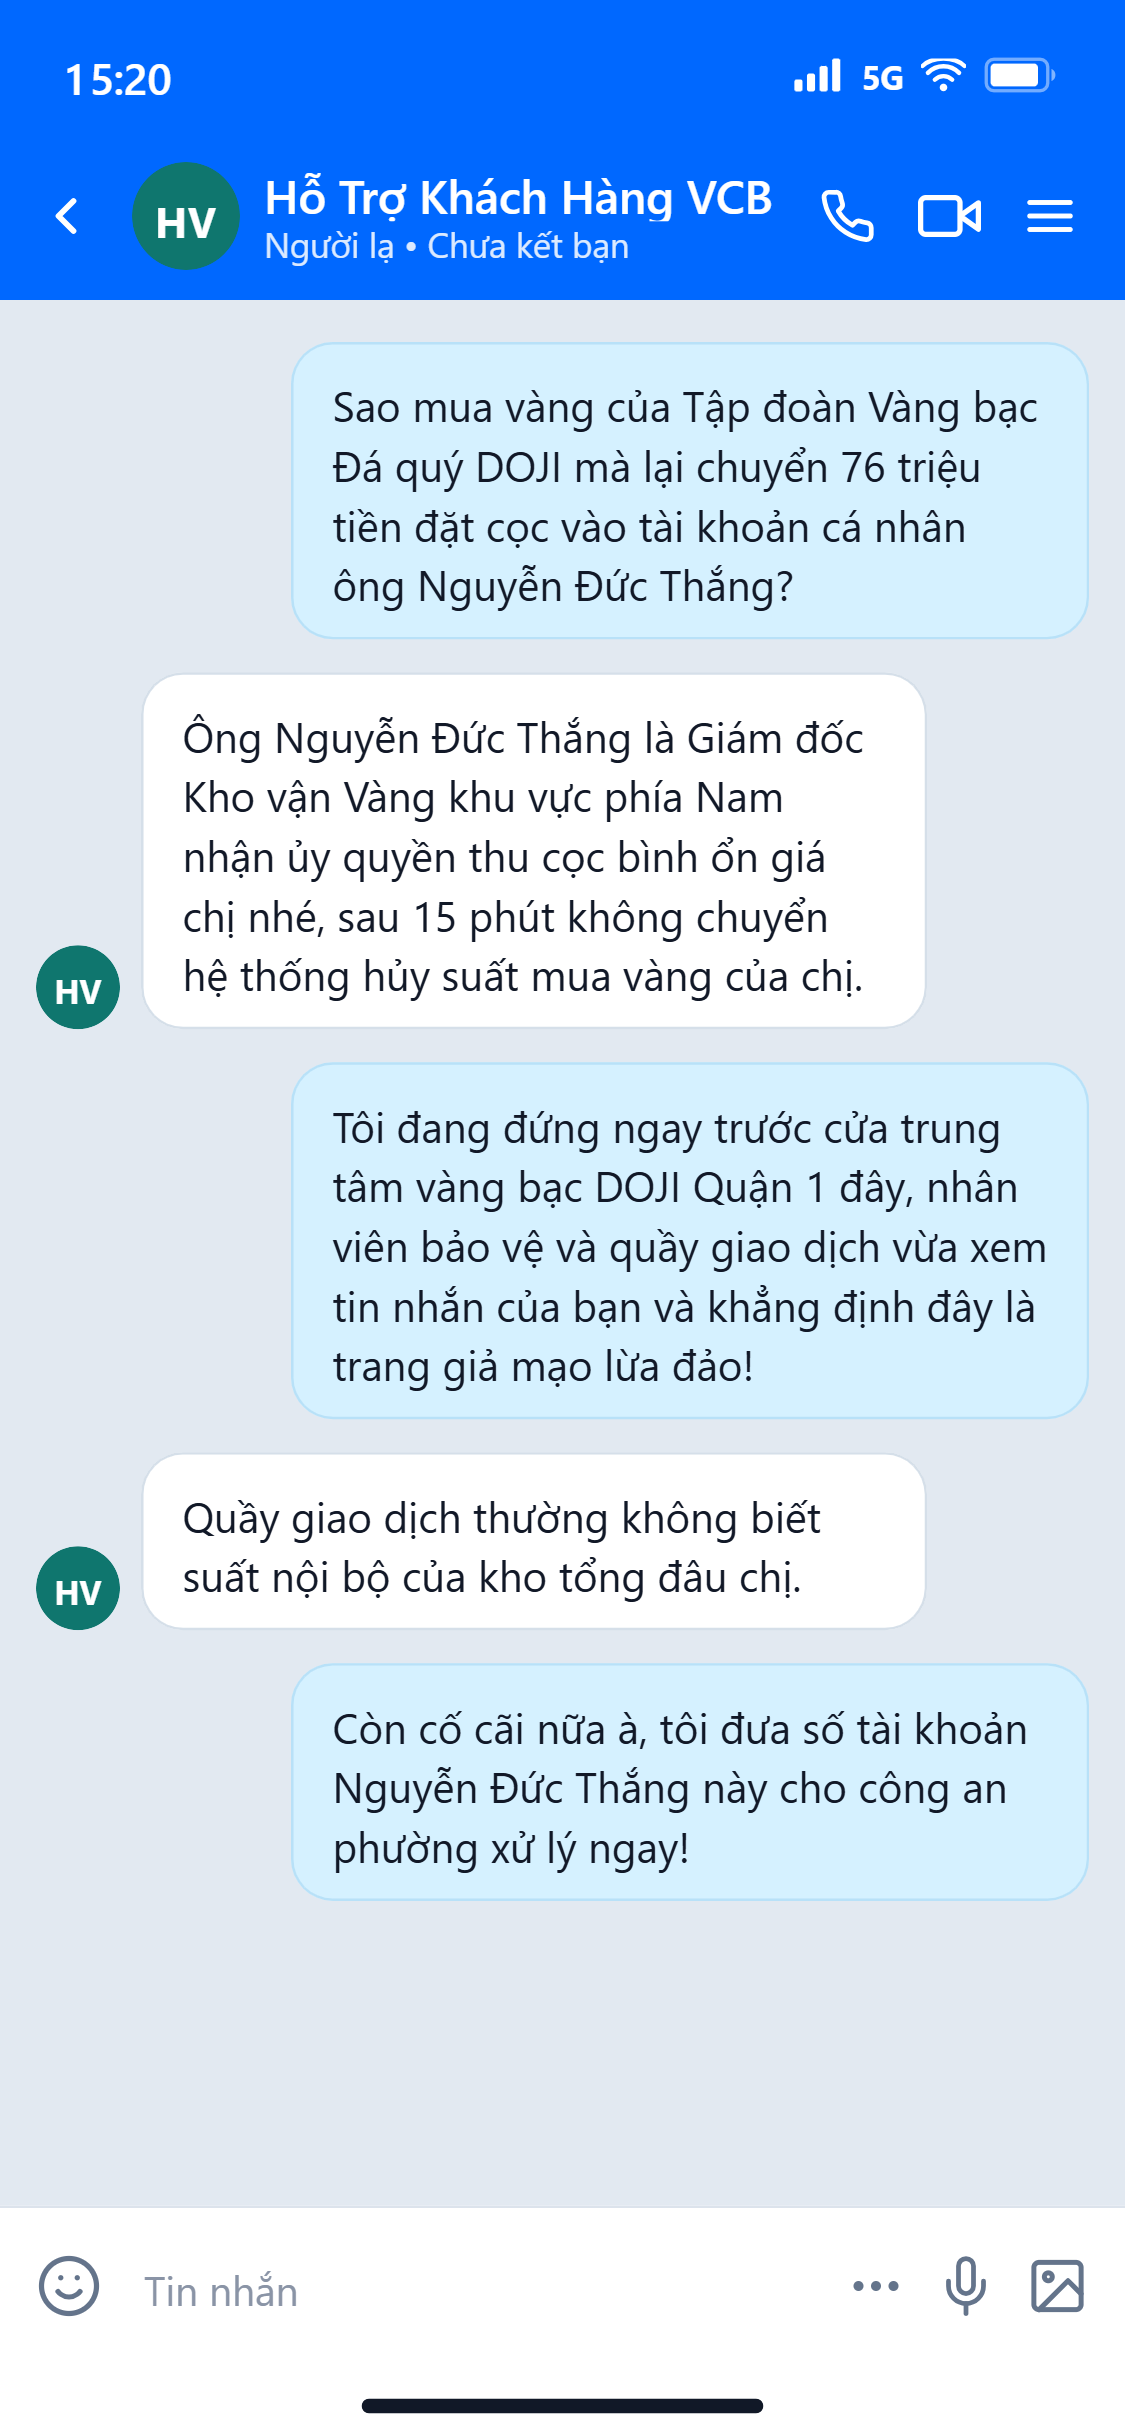 15:20
5G
HV
Hỗ Trợ Khách Hàng VCB
Người lạ • Chưa kết bạn
Sao mua vàng của Tập đoàn Vàng bạc
Đá quý DOJI mà lại chuyển 76 triệu
tiền đặt cọc vào tài khoản cá nhân
ông Nguyễn Đức Thắng?
Ông Nguyễn Đức Thắng là Giám đốc
Kho vận Vàng khu vực phía Nam
nhận ủy quyền thu cọc bình ổn giá
chị nhé, sau 15 phút không chuyển
hệ thống hủy suất mua vàng của chị.
HV
Tôi đang đứng ngay trước cửa trung
tâm vàng bạc DOJI Quận 1 đây, nhân
viên bảo vệ và quầy giao dịch vừa xem
tin nhắn của bạn và khẳng định đây là
trang giả mạo lừa đảo!
Quầy giao dịch thường không biết
suất nội bộ của kho tổng đâu chị.
HV
Còn cố cãi nữa à, tôi đưa số tài khoản
Nguyễn Đức Thắng này cho công an
phường xử lý ngay!
Tin nhắn